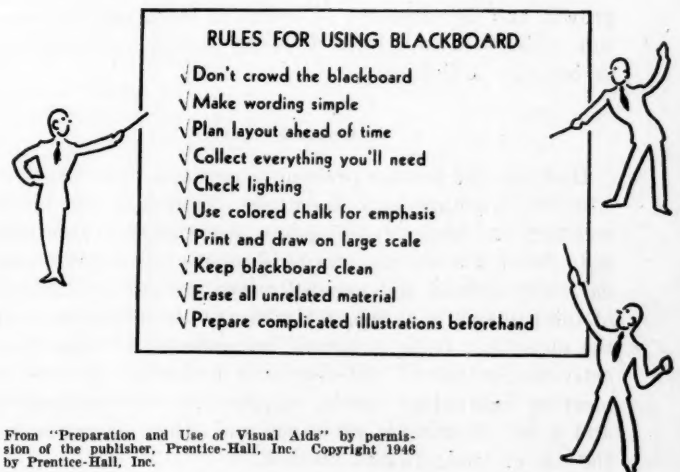 RULES FOR USING BLACKBOARD
√ Don't crowd the blackboard
√ Make wording simple
√ Plan layout ahead of time
√ Collect everything you'll need
√ Check lighting
√ Use colored chalk for emphasis
√ Print and draw on large scale
√ Keep blackboard clean
√ Erase all unrelated material
√ Prepare complicated illustrations beforehand
From "Preparation and Use of Visual Aids" by permis-
sion of the publisher, Prentice-Hall, Inc. Copyright 1946
by Prentice-Hall, Inc.